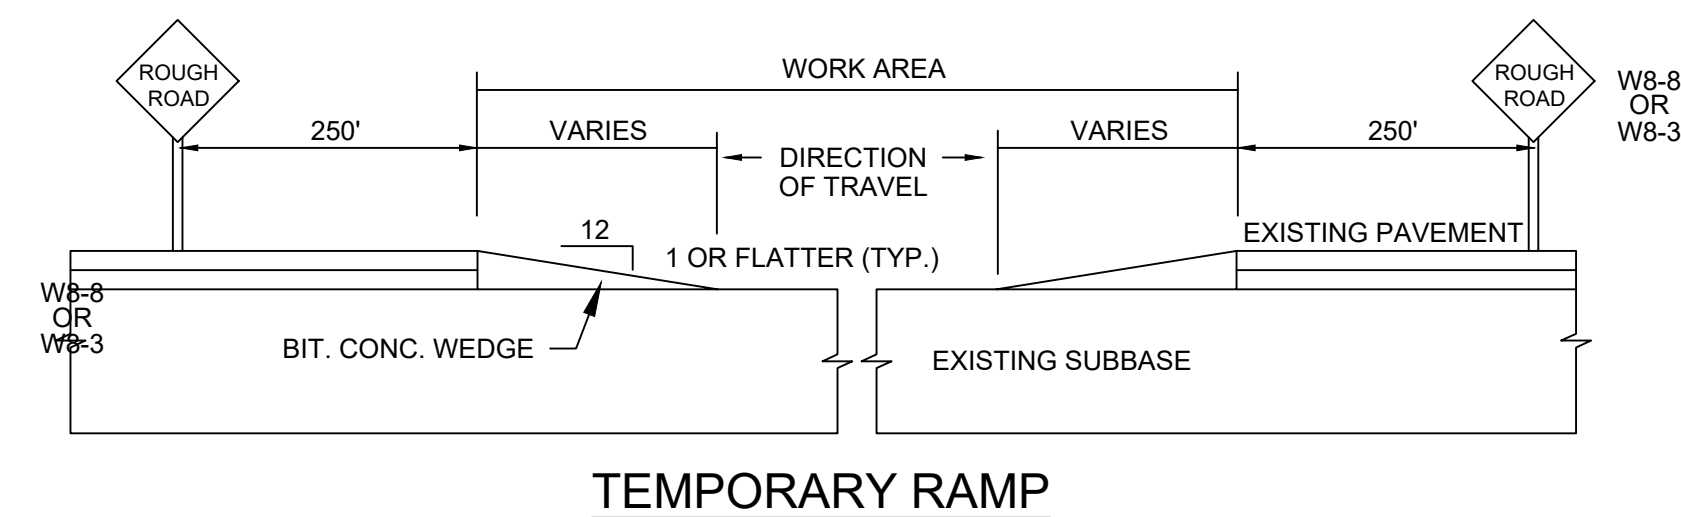 ROUGH
ROAD
WORK AREA
ROUGH
ROAD
W8-8
OR
W8-3
250'
VARIES
DIRECTION
OF TRAVEL
VARIES
250'
12
1 OR FLATTER (TYP.)
EXISTING PAVEMENT
W8-8
OR
W8-3
BIT. CONC. WEDGE
EXISTING SUBBASE
TEMPORARY RAMP